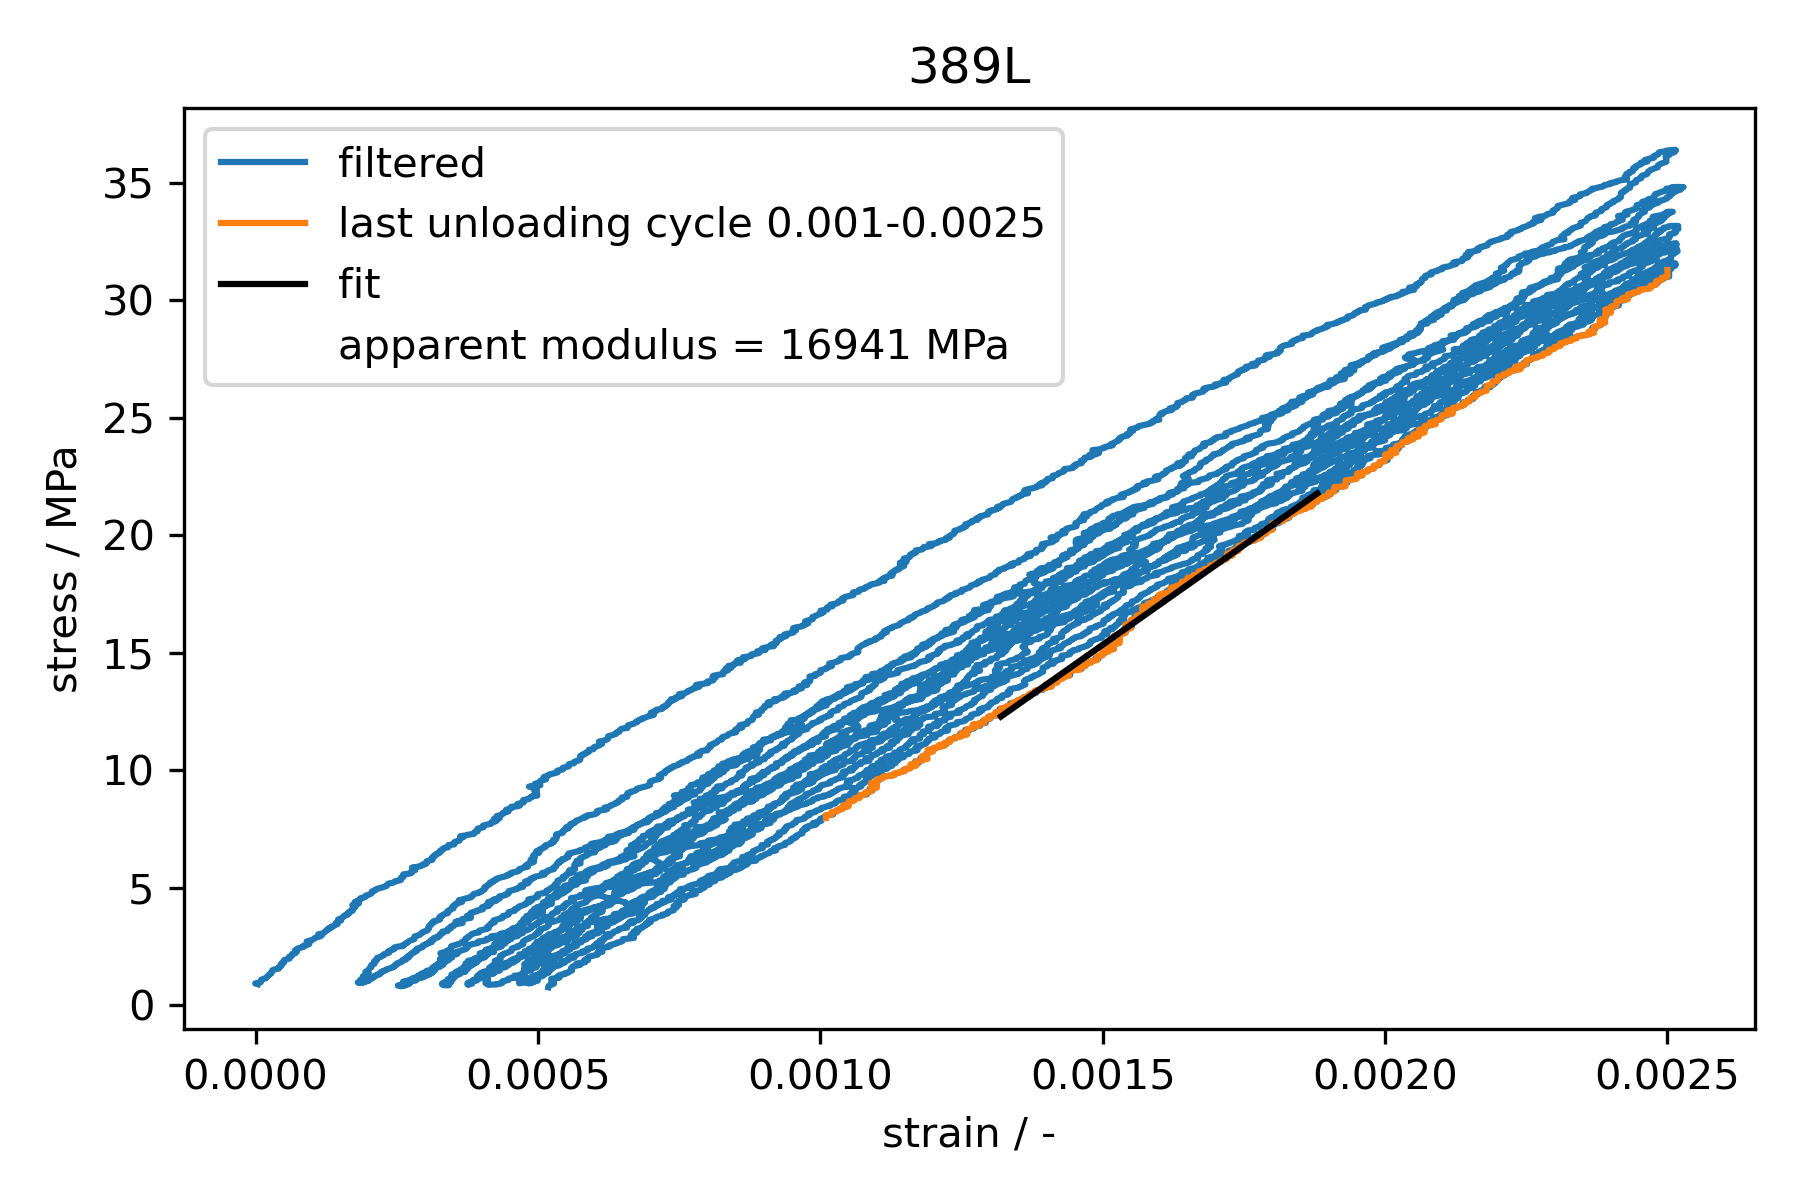 389L
filtered
last unloading cycle 0.001-0.0025
fit
apparent modulus = 16941 MPa
35
30
25
20
15
10
5
0
stress / MPa
0.0000 0.0005 0.0010 0.0015 0.0020 0.0025
strain / -